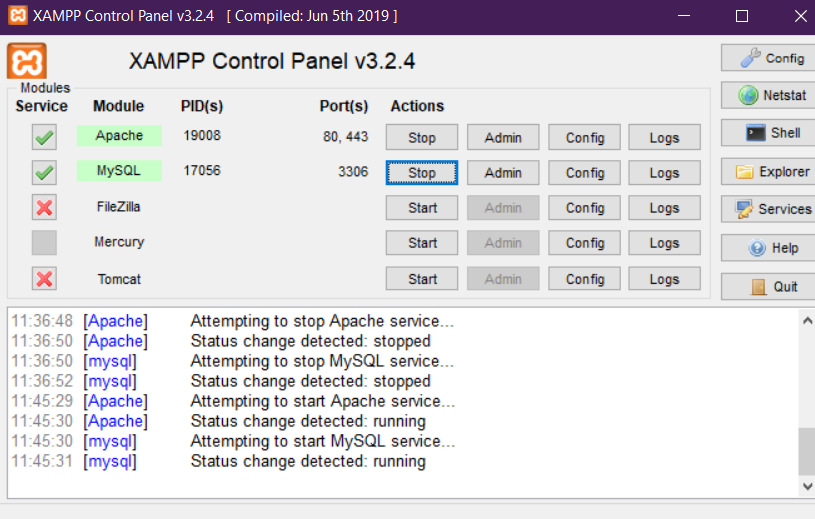 XAMPP Control Panel v3.2.4 [ Compiled: Jun 5th 2019 ]
XAMPP Control Panel v3.2.4
Config
Modules
Service Module PID(s) Port(s) Actions
Netstat
Apache 19008 80, 443 Stop Admin Config Logs
Shell
MySQL 17056 3306 Stop Admin Config Logs
Explorer
FileZilla Start Admin Config Logs
Services
Mercury Start Admin Config Logs
Help
Tomcat Start Admin Config Logs
Quit
11:36:48 [Apache] Attempting to stop Apache service...
11:36:50 [Apache] Status change detected: stopped
11:36:50 [mysql] Attempting to stop MySQL service...
11:36:52 [mysql] Status change detected: stopped
11:45:29 [Apache] Attempting to start Apache service...
11:45:30 [Apache] Status change detected: running
11:45:30 [mysql] Attempting to start MySQL service...
11:45:31 [mysql] Status change detected: running